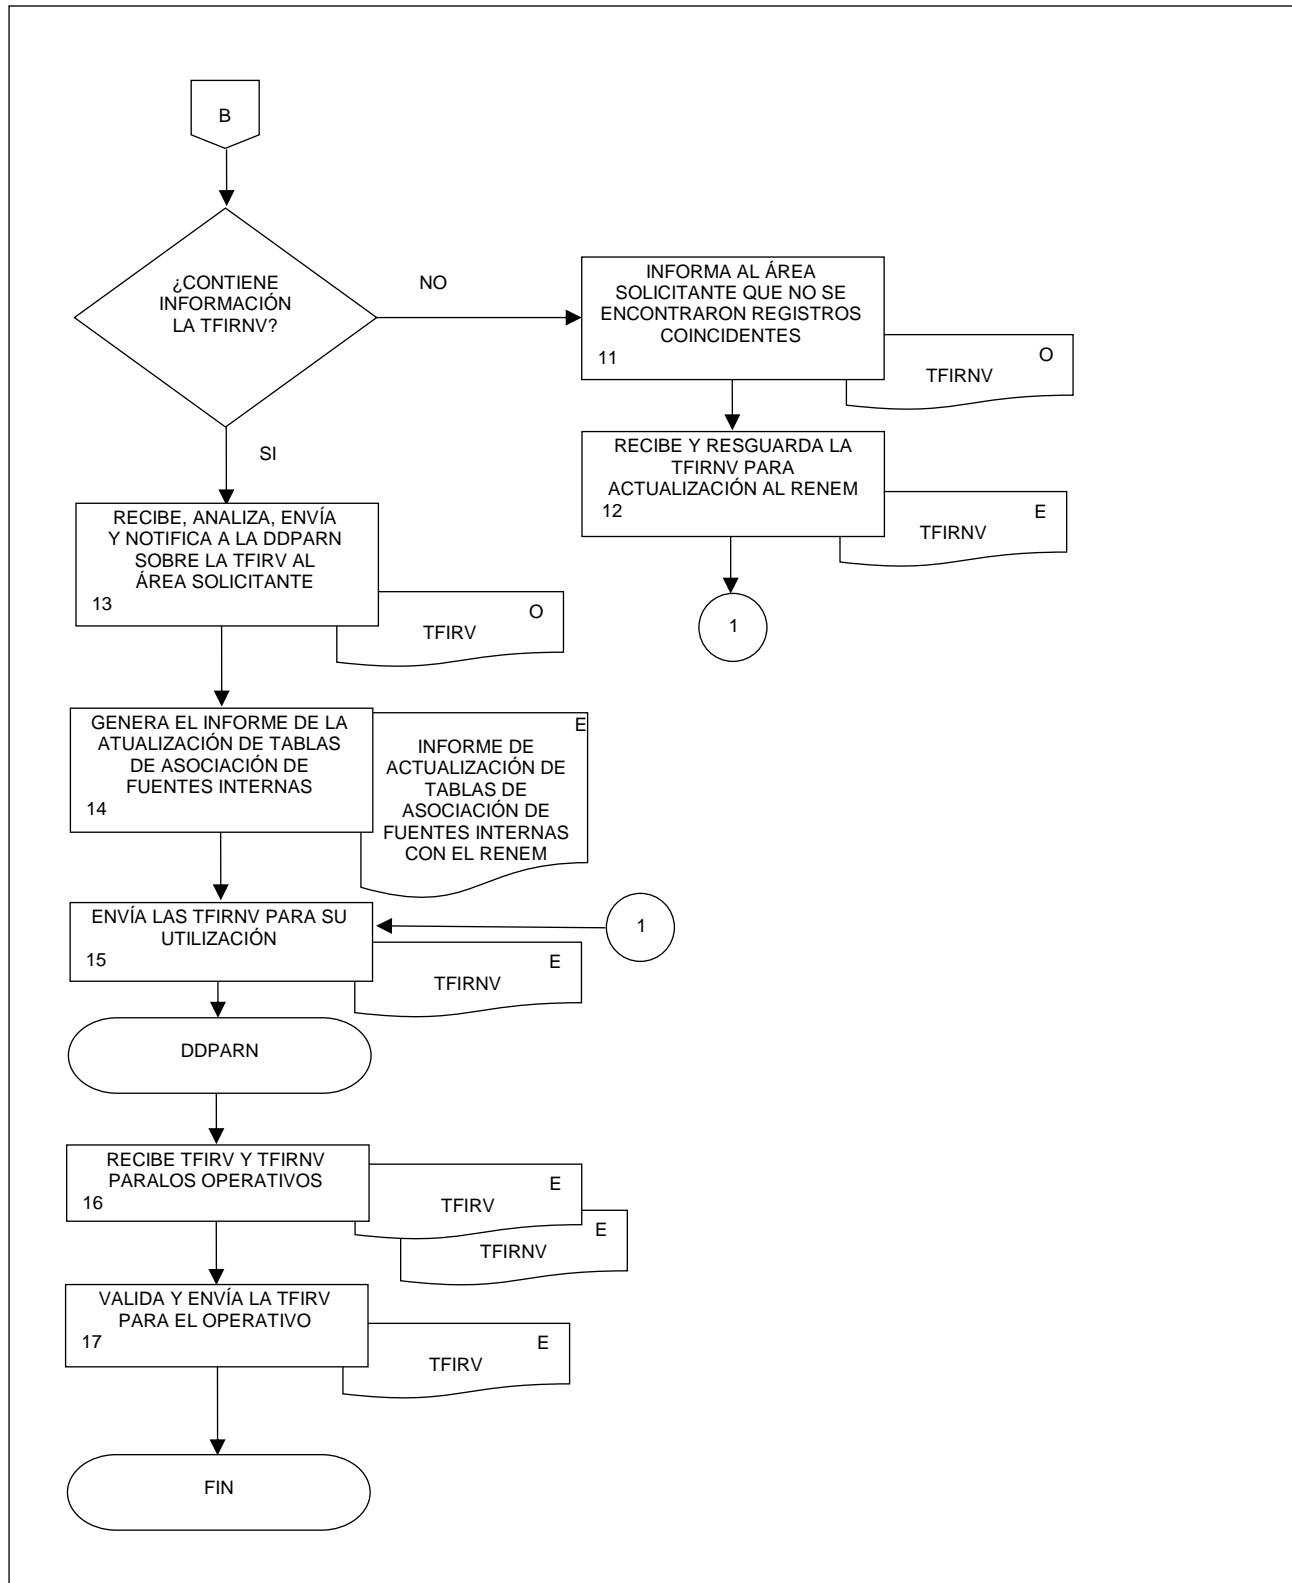 B
¿CONTIENE
INFORMACIÓN
LA TFIRNV?
NO
INFORMA AL ÁREA
SOLICITANTE QUE NO SE
ENCONTRARON REGISTROS
COINCIDENTES
11
O
TFIRNV
RECIBE Y RESGUARDA LA
TFIRNV PARA
ACTUALIZACIÓN AL RENEM
12
E
TFIRNV
1
SI
RECIBE, ANALIZA, ENVÍA
Y NOTIFICA A LA DDPARN
SOBRE LA TFIRV AL
ÁREA SOLICITANTE
13
O
TFIRV
GENERA EL INFORME DE LA
ATUALIZACIÓN DE TABLAS
DE ASOCIACIÓN DE
FUENTES INTERNAS
14
E
INFORME DE
ACTUALIZACIÓN DE
TABLAS DE
ASOCIACIÓN DE
FUENTES INTERNAS
CON EL RENEM
ENVÍA LAS TFIRNV PARA SU
UTILIZACIÓN
15
1
E
TFIRNV
DDPARN
RECIBE TFIRV Y TFIRNV
PARALOS OPERATIVOS
16
E
TFIRV
E
TFIRNV
VALIDA Y ENVÍA LA TFIRV
PARA EL OPERATIVO
17
E
TFIRV
FIN